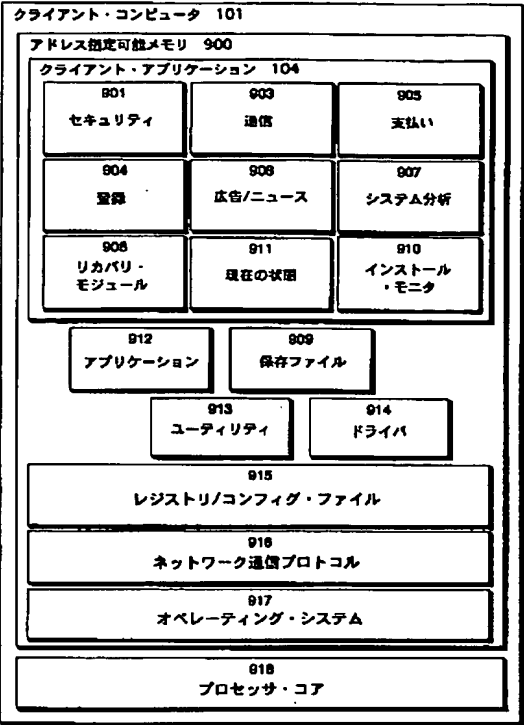 クライアント・コンピュータ 101
アドレス指定可能メモリ 900
クライアント・アプリケーション 104
901
セキュリティ
903
通信
905
支払い
904
登録
906
広告/ニュース
907
システム分析
908
リカバリ・
モジュール
911
現在の状態
910
インストール
・モニタ
912
アプリケーション
909
保存ファイル
913
ユーティリティ
914
ドライバ
915
レジストリ/コンフィグ・ファイル
916
ネットワーク通信プロトコル
917
オペレーティング・システム
918
プロセッサ・コア